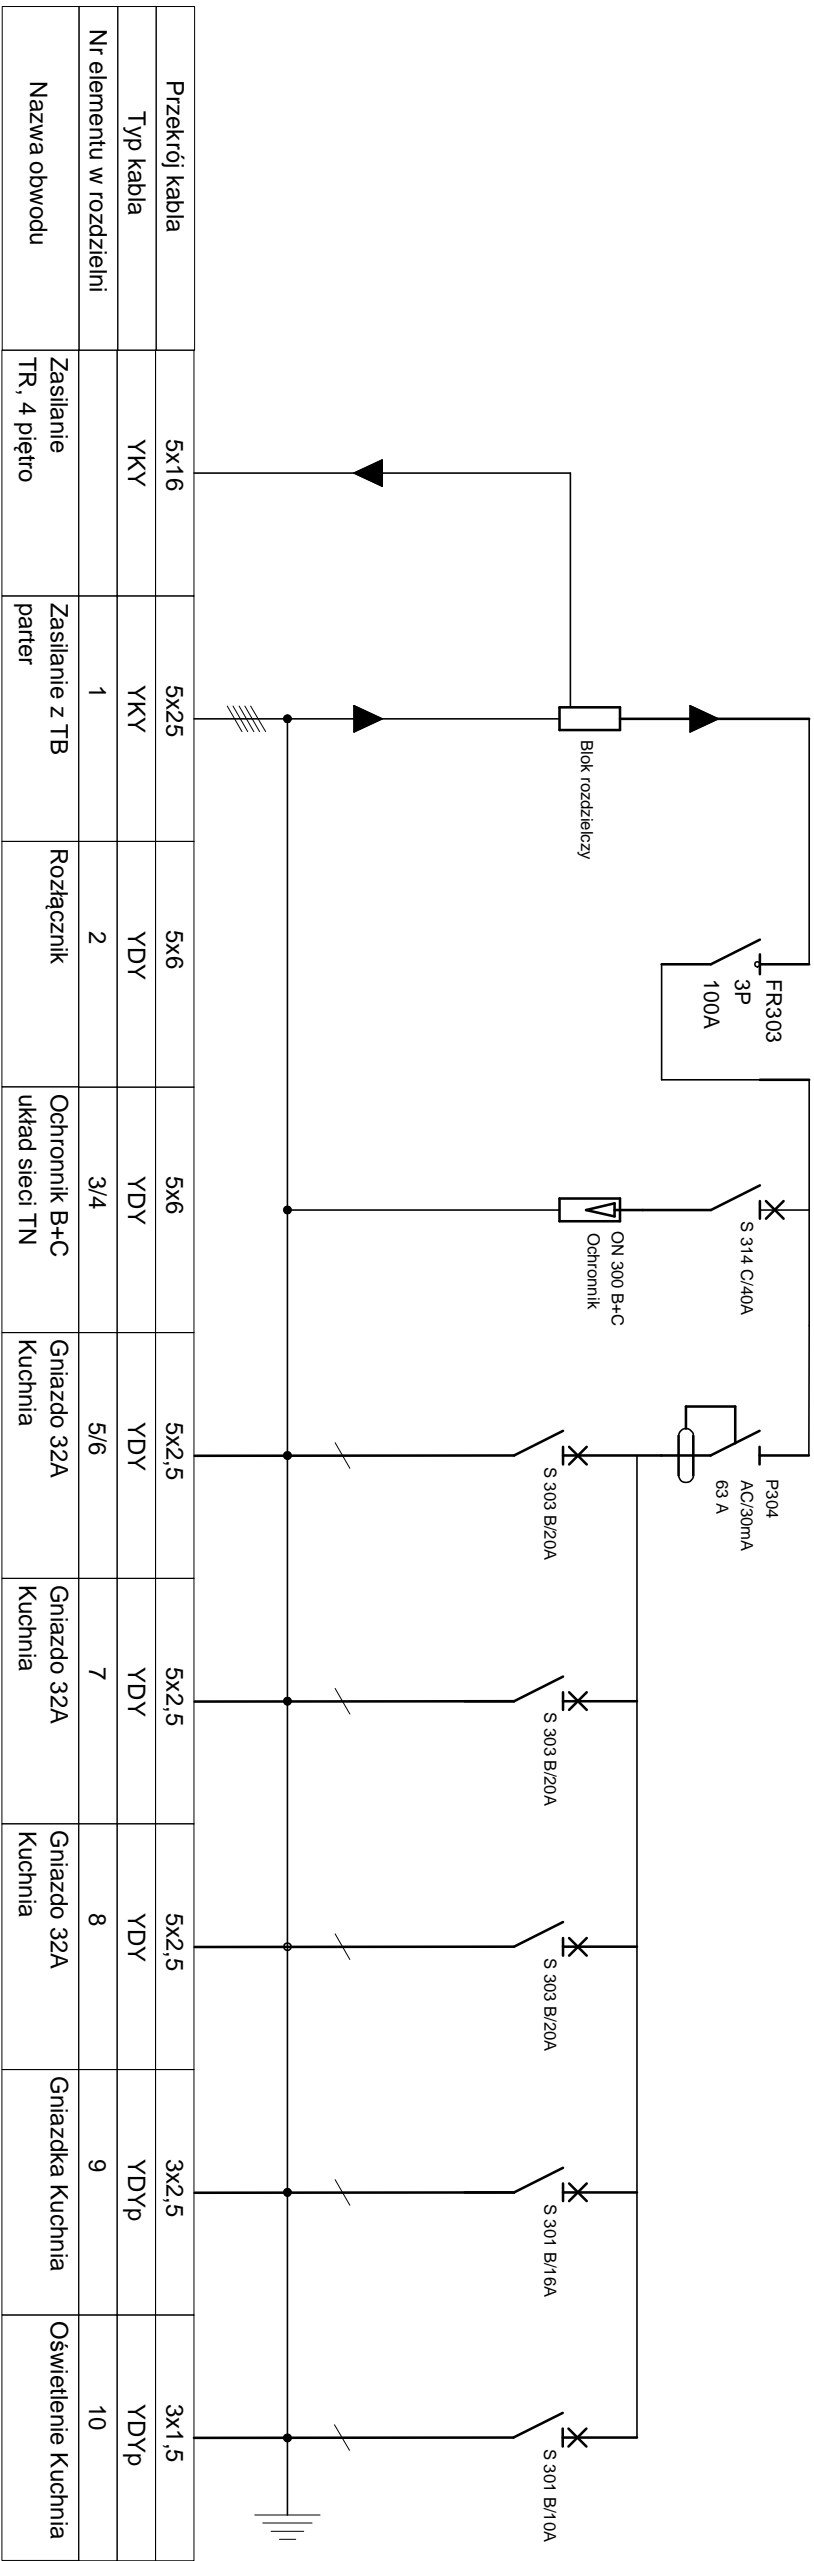 FR303
3P
100A
S 314 C/40A
P304
AC/30mA
63 A
Blok rozdzielczy
ON 300 B+C
Ochronnik
S 303 B/20A
S 303 B/20A
S 303 B/20A
S 301 B/16A
S 301 B/10A
Przekrój kabla
5x16
5x25
5x6
5x6
5x2,5
5x2,5
5x2,5
3x2,5
3x1,5
Typ kabla
YKY
YKY
YDY
YDY
YDY
YDY
YDY
YDYp
YDYp
Nr elementu w rozdzielni
1
2
3/4
5/6
7
8
9
10
Nazwa obwodu
Zasilanie
TR, 4 piętro
Zasilanie z TB
parter
Rozłącznik
Ochronnik B+C
układ sieci TN
Gniazdo 32A
Kuchnia
Gniazdo 32A
Kuchnia
Gniazdo 32A
Kuchnia
Gniazdka Kuchnia
Oświetlenie Kuchnia